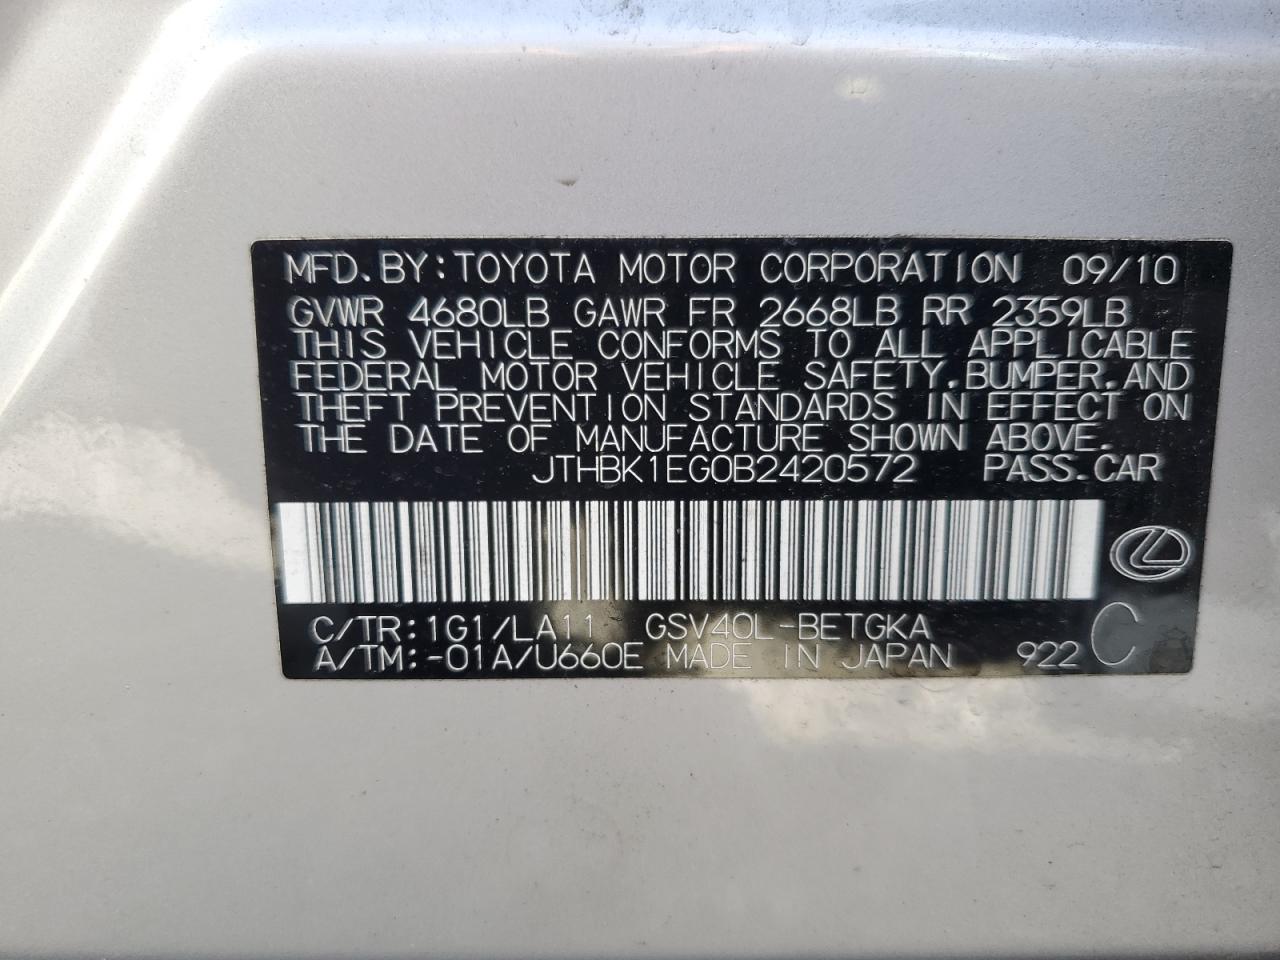 MFD.BY:TOYOTA MOTOR CORPORATION 09/10
GVWR 4680LB GAWR FR 2668LB RR 2359LB
THIS VEHICLE CONFORMS TO ALL APPLICABLE
FEDERAL MOTOR VEHICLE SAFETY,BUMPER,AND
THEFT PREVENTION STANDARDS IN EFFECT ON
THE DATE OF MANUFACTURE SHOWN ABOVE.
JTHBK1EG0B2420572 PASS.CAR
C/TR:1G1/LA11 GSV40L-BETGKA
A/TM:-01A/U660E MADE IN JAPAN 922 C